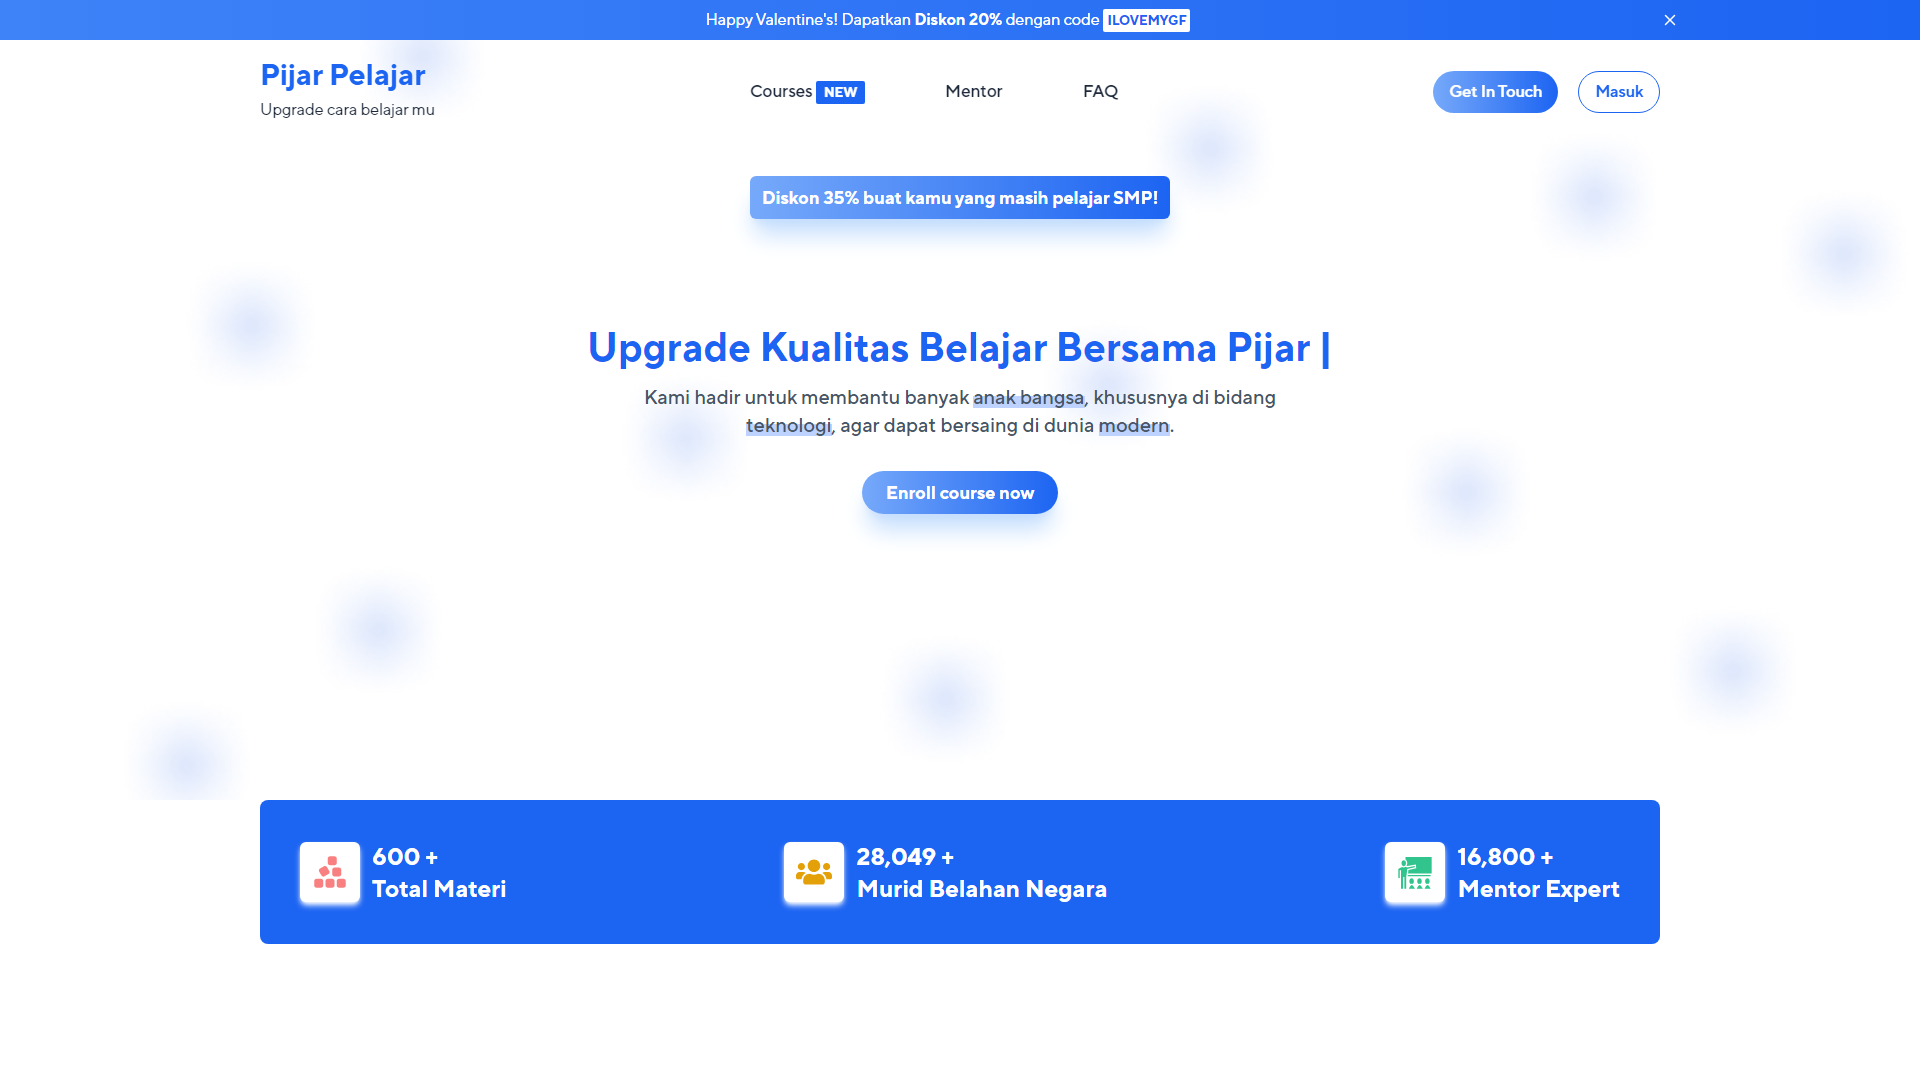 Happy Valentine's! Dapatkan Diskon 20% dengan code ILOVEMYGF
Pijar Pelajar
Upgrade cara belajar mu
Courses NEW
Mentor
FAQ
Get In Touch
Masuk
Diskon 35% buat kamu yang masih pelajar SMP!
Upgrade Kualitas Belajar Bersama Pijar |
Kami hadir untuk membantu banyak anak bangsa, khususnya di bidang
teknologi, agar dapat bersaing di dunia modern.
Enroll course now
600 +
Total Materi
28,049 +
Murid Belahan Negara
16,800 +
Mentor Expert